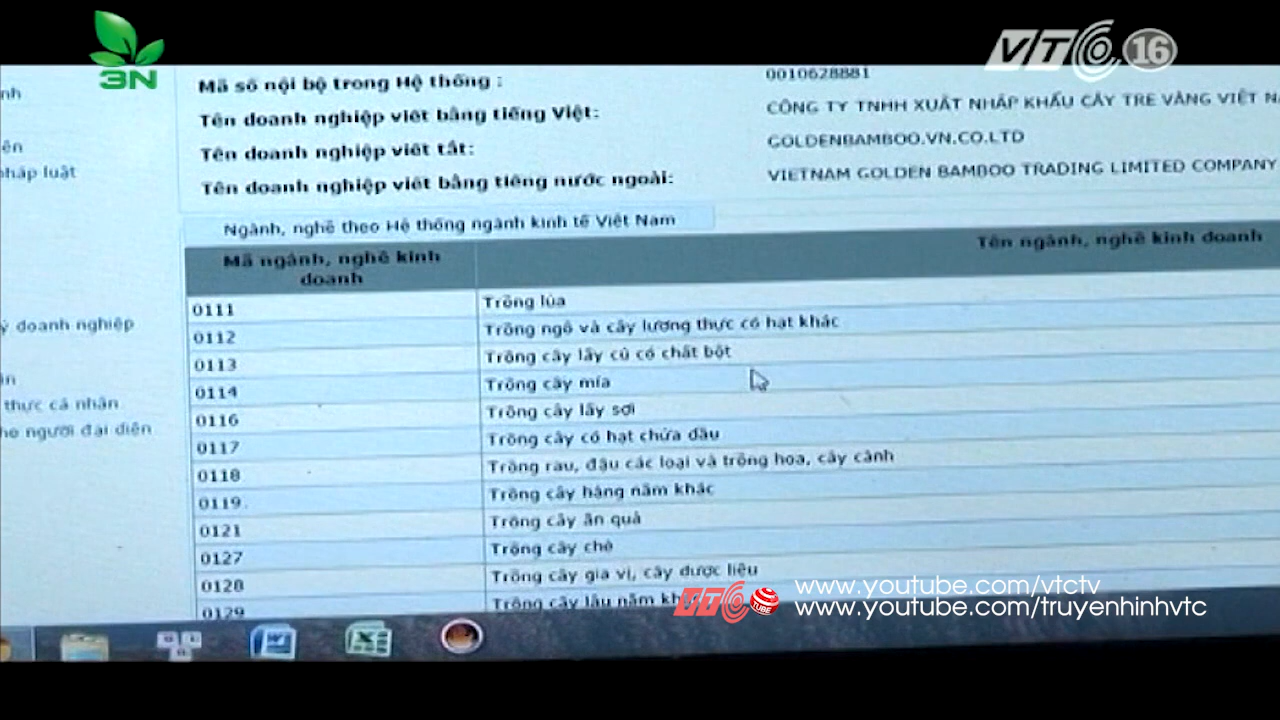 3N
VTC 16
Mã số nội bộ trong Hệ thống :
0010628881
Tên doanh nghiệp viết bằng tiếng Việt:
CÔNG TY TNHH XUẤT NHẬP KHẨU CÂY TRE VÀNG VIỆT
Tên doanh nghiệp viết tắt:
GOLDENBAMBOO.VN.CO.LTD
Tên doanh nghiệp viết bằng tiếng nước ngoài:
VIETNAM GOLDEN BAMBOO TRADING LIMITED COMPANY
pháp luật
doanh nghiệp
thực cá nhân
người đại diện
Ngành, nghề theo Hệ thống ngành kinh tế Việt Nam
Mã ngành, nghề kinh
doanh
Tên ngành, nghề kinh doanh
0111 Trồng lúa
0112 Trồng ngô và cây lương thực có hạt khác
0113 Trồng cây lấy củ có chất bột
0114 Trồng cây mía
0116 Trồng cây lấy sợi
0117 Trồng cây có hạt chứa dầu
0118 Trồng rau, đậu các loại và trồng hoa, cây cảnh
0119 Trồng cây hàng năm khác
0121 Trồng cây ăn quả
0127 Trồng cây chè
0128 Trồng cây gia vị, cây dược liệu
0129 Trồng cây lâu năm
VTC TUBE
www.youtube.com/vtctv
www.youtube.com/truyenhinhvtc